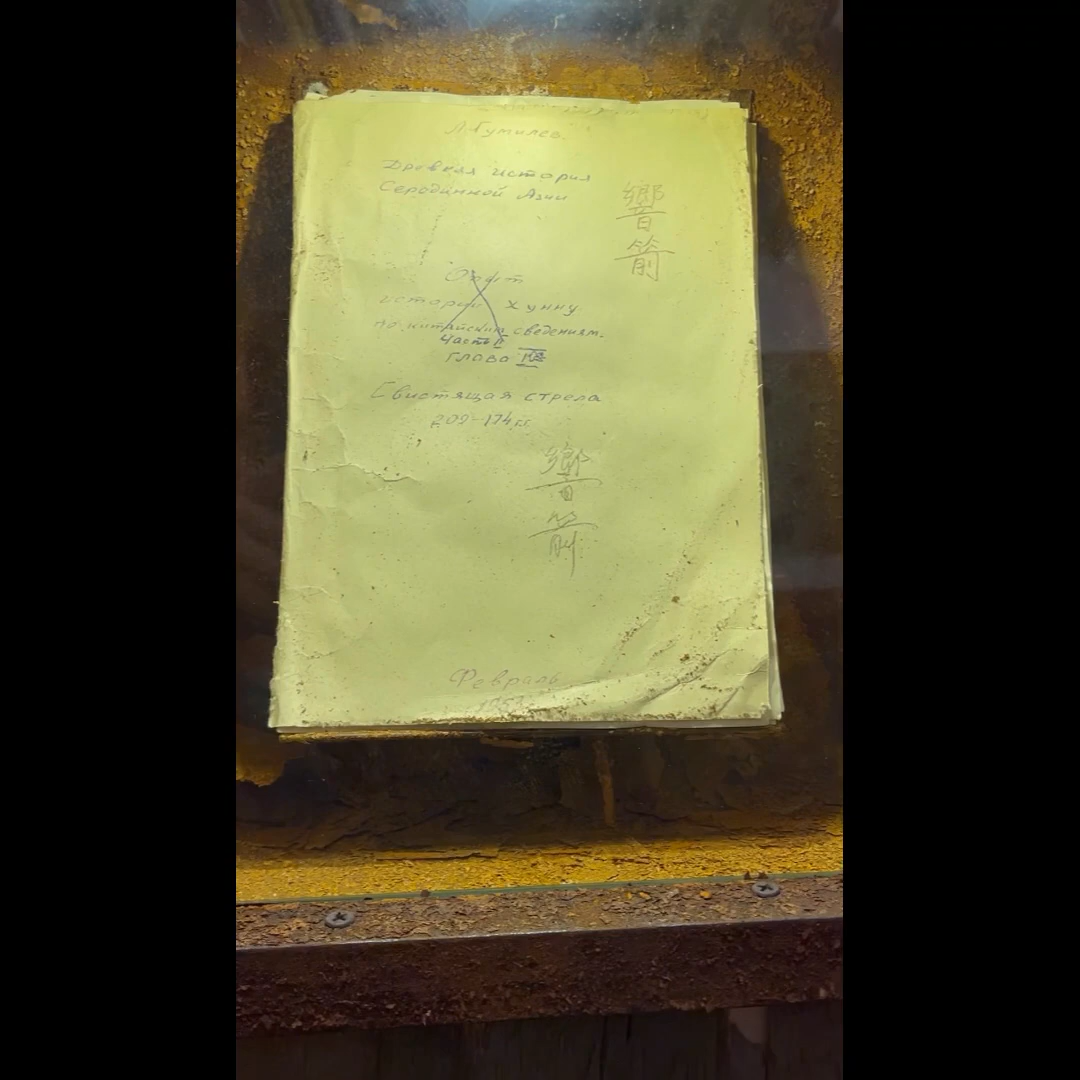 Л. Гумилев.
Древняя история
Серединной Азии
響
箭
Опыт
истории Хунну
по китайским сведениям.
Часть II
глава
Свистящая стрела
209–174 гг
響
箭
Февраль